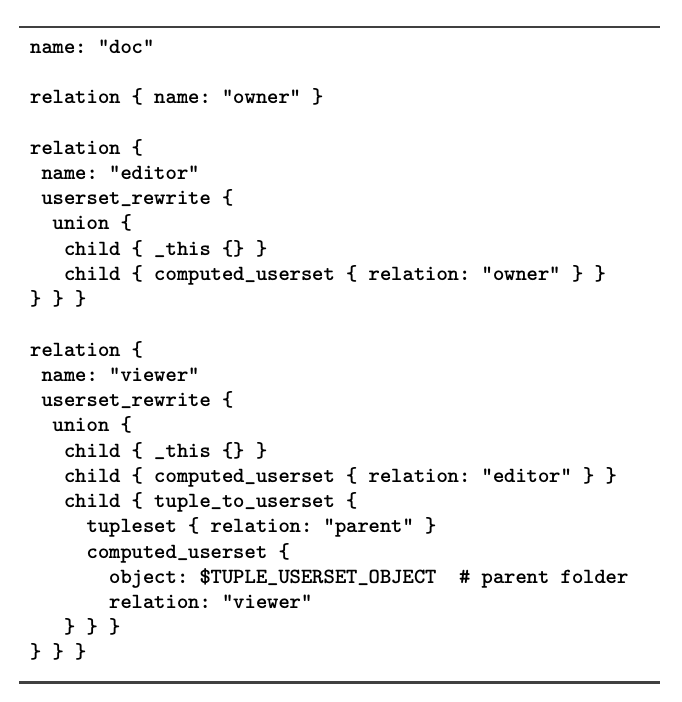 name: "doc"

relation { name: "owner" }

relation {
 name: "editor"
 userset_rewrite {
  union {
   child { _this {} }
   child { computed_userset { relation: "owner" } }
} } }

relation {
 name: "viewer"
 userset_rewrite {
  union {
   child { _this {} }
   child { computed_userset { relation: "editor" } }
   child { tuple_to_userset {
     tupleset { relation: "parent" }
     computed_userset {
       object: $TUPLE_USERSET_OBJECT  # parent folder
       relation: "viewer"
   } } }
} } }